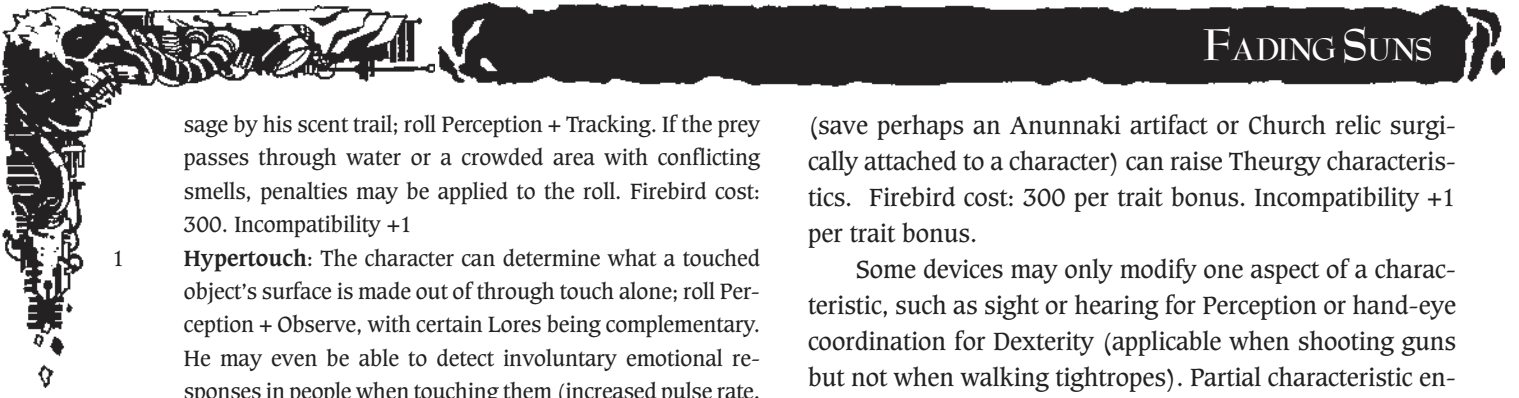 FADING SUNS
sage by his scent trail; roll Perception + Tracking. If the prey
passes through water or a crowded area with conflicting
smells, penalties may be applied to the roll. Firebird cost:
300. Incompatibility +1
1 Hypertouch: The character can determine what a touched
object's surface is made out of through touch alone; roll Per-
ception + Observe, with certain Lores being complementary.
He may even be able to detect involuntary emotional re-
sponses in people when touching them (increased pulse rate,
(save perhaps an Anunnaki artifact or Church relic surgi-
cally attached to a character) can raise Theurgy characteris-
tics. Firebird cost: 300 per trait bonus. Incompatibility +1
per trait bonus.
Some devices may only modify one aspect of a charac-
teristic, such as sight or hearing for Perception or hand-eye
coordination for Dexterity (applicable when shooting guns
but not when walking tightropes). Partial characteristic en-